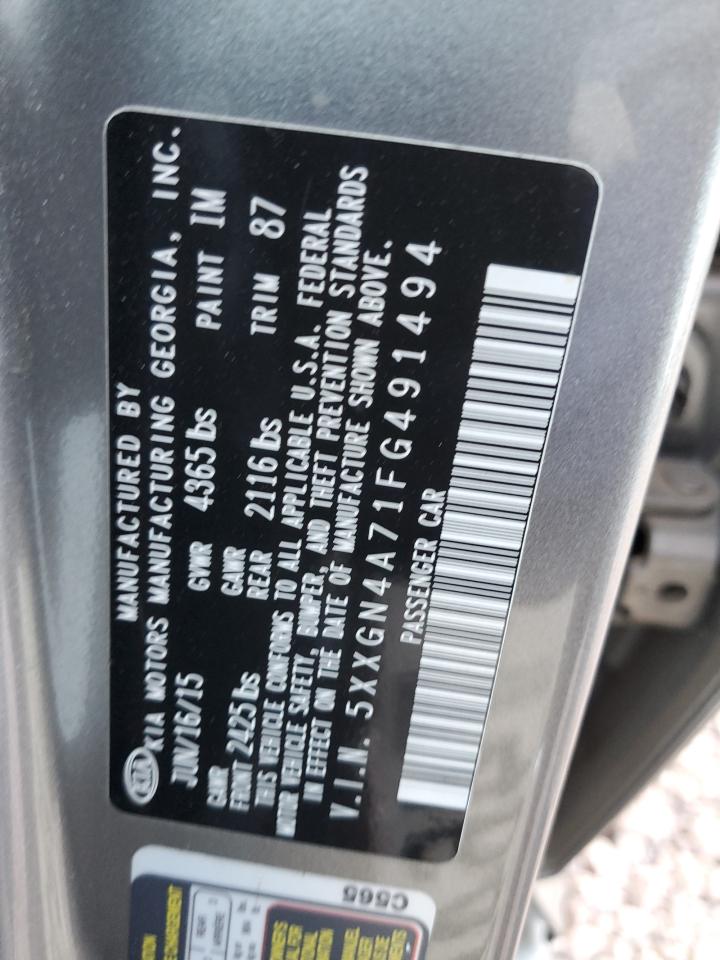 MANUFACTURED BY
KIA KIA MOTORS MANUFACTURING GEORGIA, INC.
JUN/16/15 GVWR 4365 lbs PAINT IM
GAWR GAWR
FRONT 2425 lbs REAR 2116 lbs TRIM 87
THIS VEHICLE CONFORMS TO ALL APPLICABLE U.S.A. FEDERAL
MOTOR VEHICLE SAFETY, BUMPER, AND THEFT PREVENTION STANDARDS
IN EFFECT ON THE DATE OF MANUFACTURE SHOWN ABOVE.
V.I.N. 5XXGN4A71FG491494
PASSENGER CAR
C565